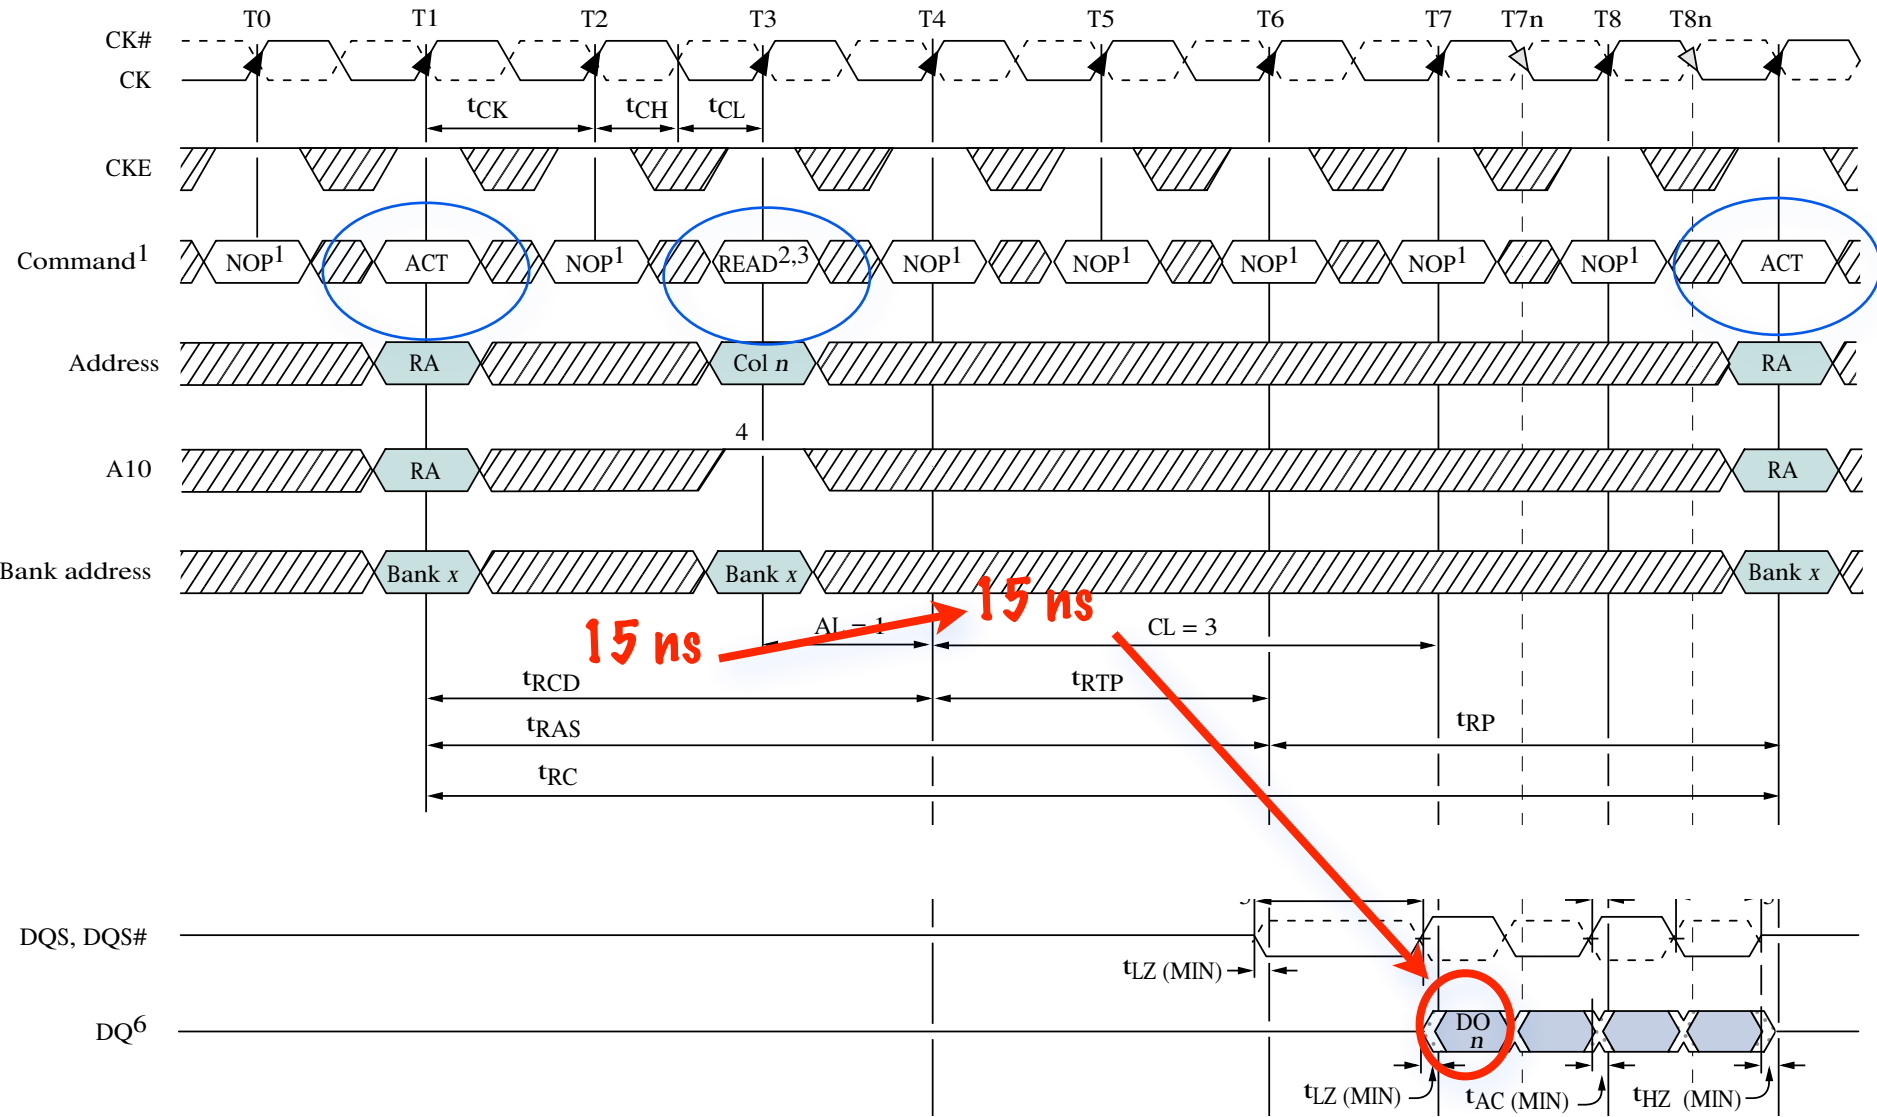 T0 T1 T2 T3 T4 T5 T6 T7 T7n T8 T8n
CK#
CK
tCK tCH tCL
CKE
Command1 NOP1 ACT NOP1 READ2,3 NOP1 NOP1 NOP1 NOP1 NOP1 ACT
Address RA Col n RA
4
A10 RA RA
Bank address Bank x Bank x Bank x
15 ns 15 ns
AL = 1 CL = 3
tRCD tRTP
tRAS tRP
tRC
DQS, DQS#
tLZ (MIN)
DQ6 DO
n
tLZ (MIN) tAC (MIN) tHZ (MIN)